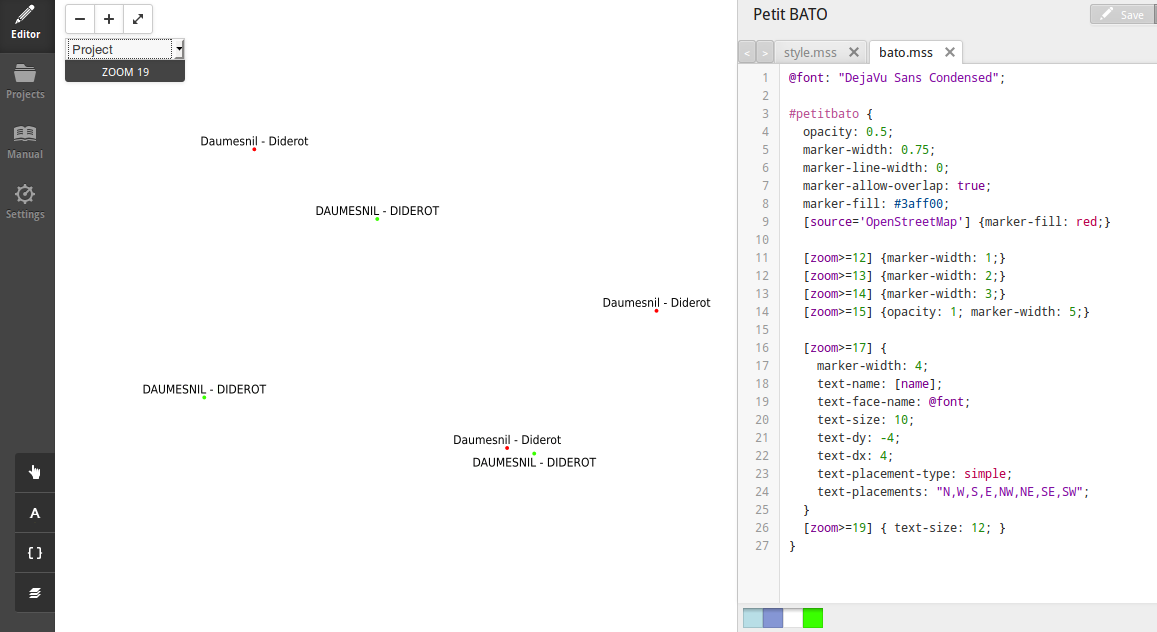 Editor
Projects
Manual
Settings
A
{ }
Project
ZOOM 19
Daumesnil - Diderot
DAUMESNIL - DIDEROT
Daumesnil - Diderot
DAUMESNIL - DIDEROT
Daumesnil - Diderot
DAUMESNIL - DIDEROT
Petit BATO
Save
< > style.mss bato.mss
1 @font: "DejaVu Sans Condensed";
2
3 #petitbato {
4 opacity: 0.5;
5 marker-width: 0.75;
6 marker-line-width: 0;
7 marker-allow-overlap: true;
8 marker-fill: #3aff00;
9 [source='OpenStreetMap'] {marker-fill: red;}
10
11 [zoom>=12] {marker-width: 1;}
12 [zoom>=13] {marker-width: 2;}
13 [zoom>=14] {marker-width: 3;}
14 [zoom>=15] {opacity: 1; marker-width: 5;}
15
16 [zoom>=17] {
17 marker-width: 4;
18 text-name: [name];
19 text-face-name: @font;
20 text-size: 10;
21 text-dy: -4;
22 text-dx: 4;
23 text-placement-type: simple;
24 text-placements: "N,W,S,E,NW,NE,SE,SW";
25 }
26 [zoom>=19] { text-size: 12; }
27 }